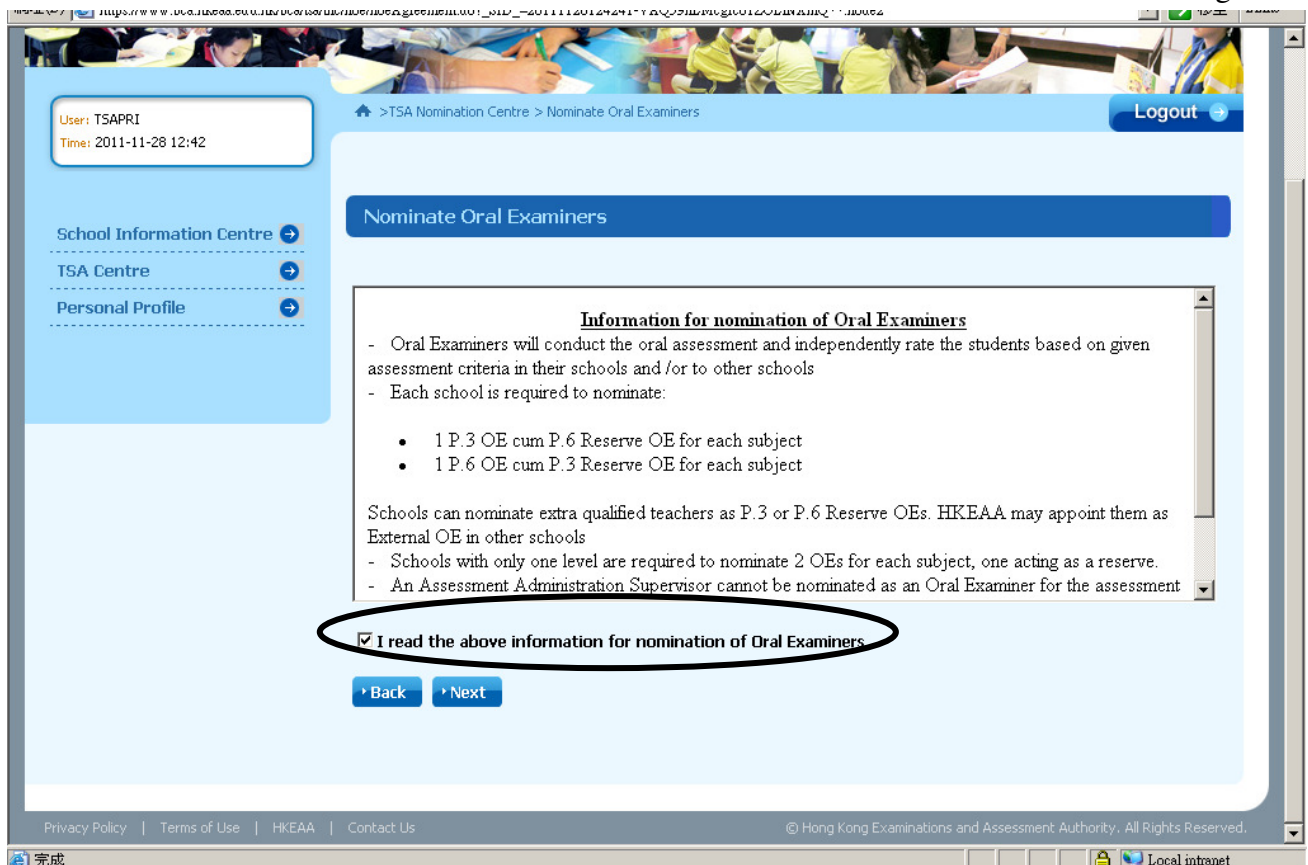 >TSA Nomination Centre > Nominate Oral Examiners
Logout
User: TSAPRI
Time: 2011-11-28 12:42
School Information Centre
TSA Centre
Personal Profile
Nominate Oral Examiners
Information for nomination of Oral Examiners
- Oral Examiners will conduct the oral assessment and independently rate the students based on given
assessment criteria in their schools and /or to other schools
- Each school is required to nominate:
• 1 P.3 OE cum P.6 Reserve OE for each subject
• 1 P.6 OE cum P.3 Reserve OE for each subject
Schools can nominate extra qualified teachers as P.3 or P.6 Reserve OEs. HKEAA may appoint them as
External OE in other schools
- Schools with only one level are required to nominate 2 OEs for each subject, one acting as a reserve.
- An Assessment Administration Supervisor cannot be nominated as an Oral Examiner for the assessment
I read the above information for nomination of Oral Examiners
Back Next
Privacy Policy | Terms of Use | HKEAA | Contact Us
© Hong Kong Examinations and Assessment Authority. All Rights Reserved.
完成
Local intranet